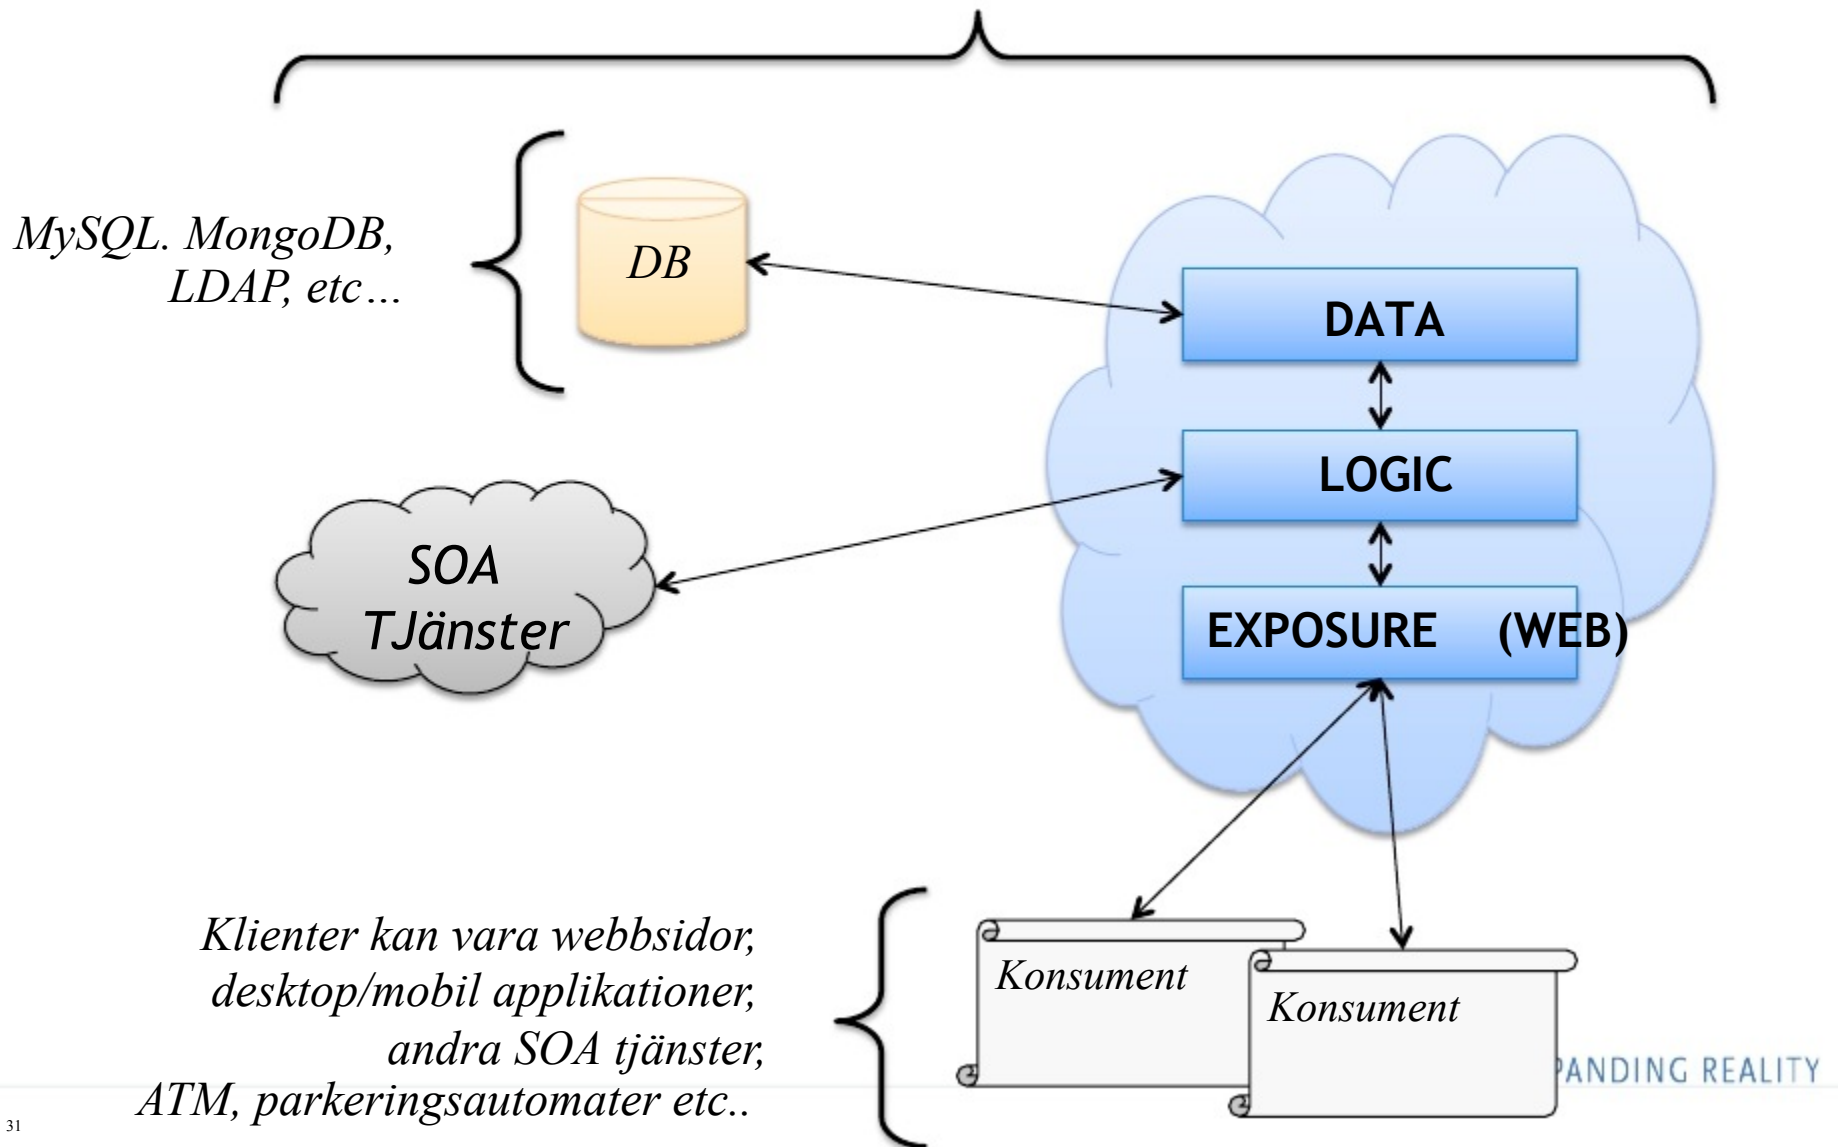 MySQL. MongoDB,
LDAP, etc…
DB
DATA
LOGIC
EXPOSURE (WEB)
SOA
TJänster
Klienter kan vara webbsidor,
desktop/mobil applikationer,
andra SOA tjänster,
ATM, parkeringsautomater etc..
Konsument
Konsument
PANDING REALITY
31